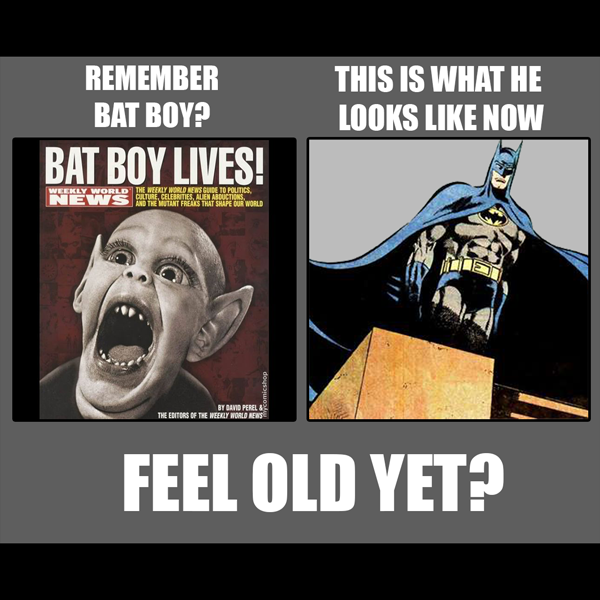 REMEMBER
BAT BOY?
THIS IS WHAT HE
LOOKS LIKE NOW
BAT BOY LIVES!
WEEKLY WORLD
NEWS
THE WEEKLY WORLD NEWS GUIDE TO POLITICS,
CULTURE, CELEBRITIES, ALIEN ABDUCTIONS,
AND THE MUTANT FREAKS THAT SHAPE OUR WORLD
BY DAVID PEREL &
THE EDITORS OF THE WEEKLY WORLD NEWS
mycomicshop
FEEL OLD YET?